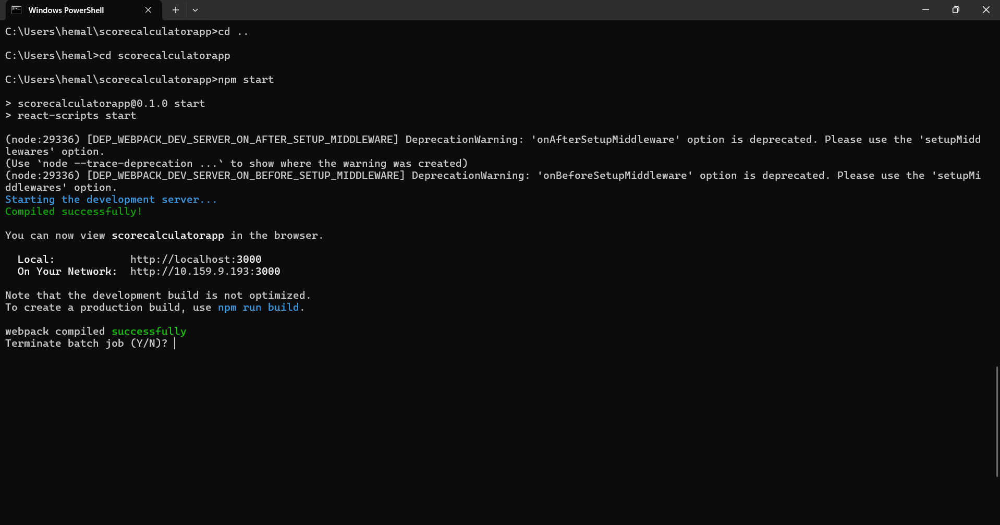 Windows PowerShell
C:\Users\hemal\scorecalculatorapp>cd ..
C:\Users\hemal>cd scorecalculatorapp
C:\Users\hemal\scorecalculatorapp>npm start
> scorecalculatorapp@0.1.0 start
> react-scripts start
(node:29336) [DEP_WEBPACK_DEV_SERVER_ON_AFTER_SETUP_MIDDLEWARE] DeprecationWarning: 'onAfterSetupMiddleware' option is deprecated. Please use the 'setupMidd
lewares' option.
(Use `node --trace-deprecation ...` to show where the warning was created)
(node:29336) [DEP_WEBPACK_DEV_SERVER_ON_BEFORE_SETUP_MIDDLEWARE] DeprecationWarning: 'onBeforeSetupMiddleware' option is deprecated. Please use the 'setupMi
ddlewares' option.
Starting the development server...
Compiled successfully!
You can now view scorecalculatorapp in the browser.
Local: http://localhost:3000
On Your Network: http://10.159.9.193:3000
Note that the development build is not optimized.
To create a production build, use npm run build.
webpack compiled successfully
Terminate batch job (Y/N)?